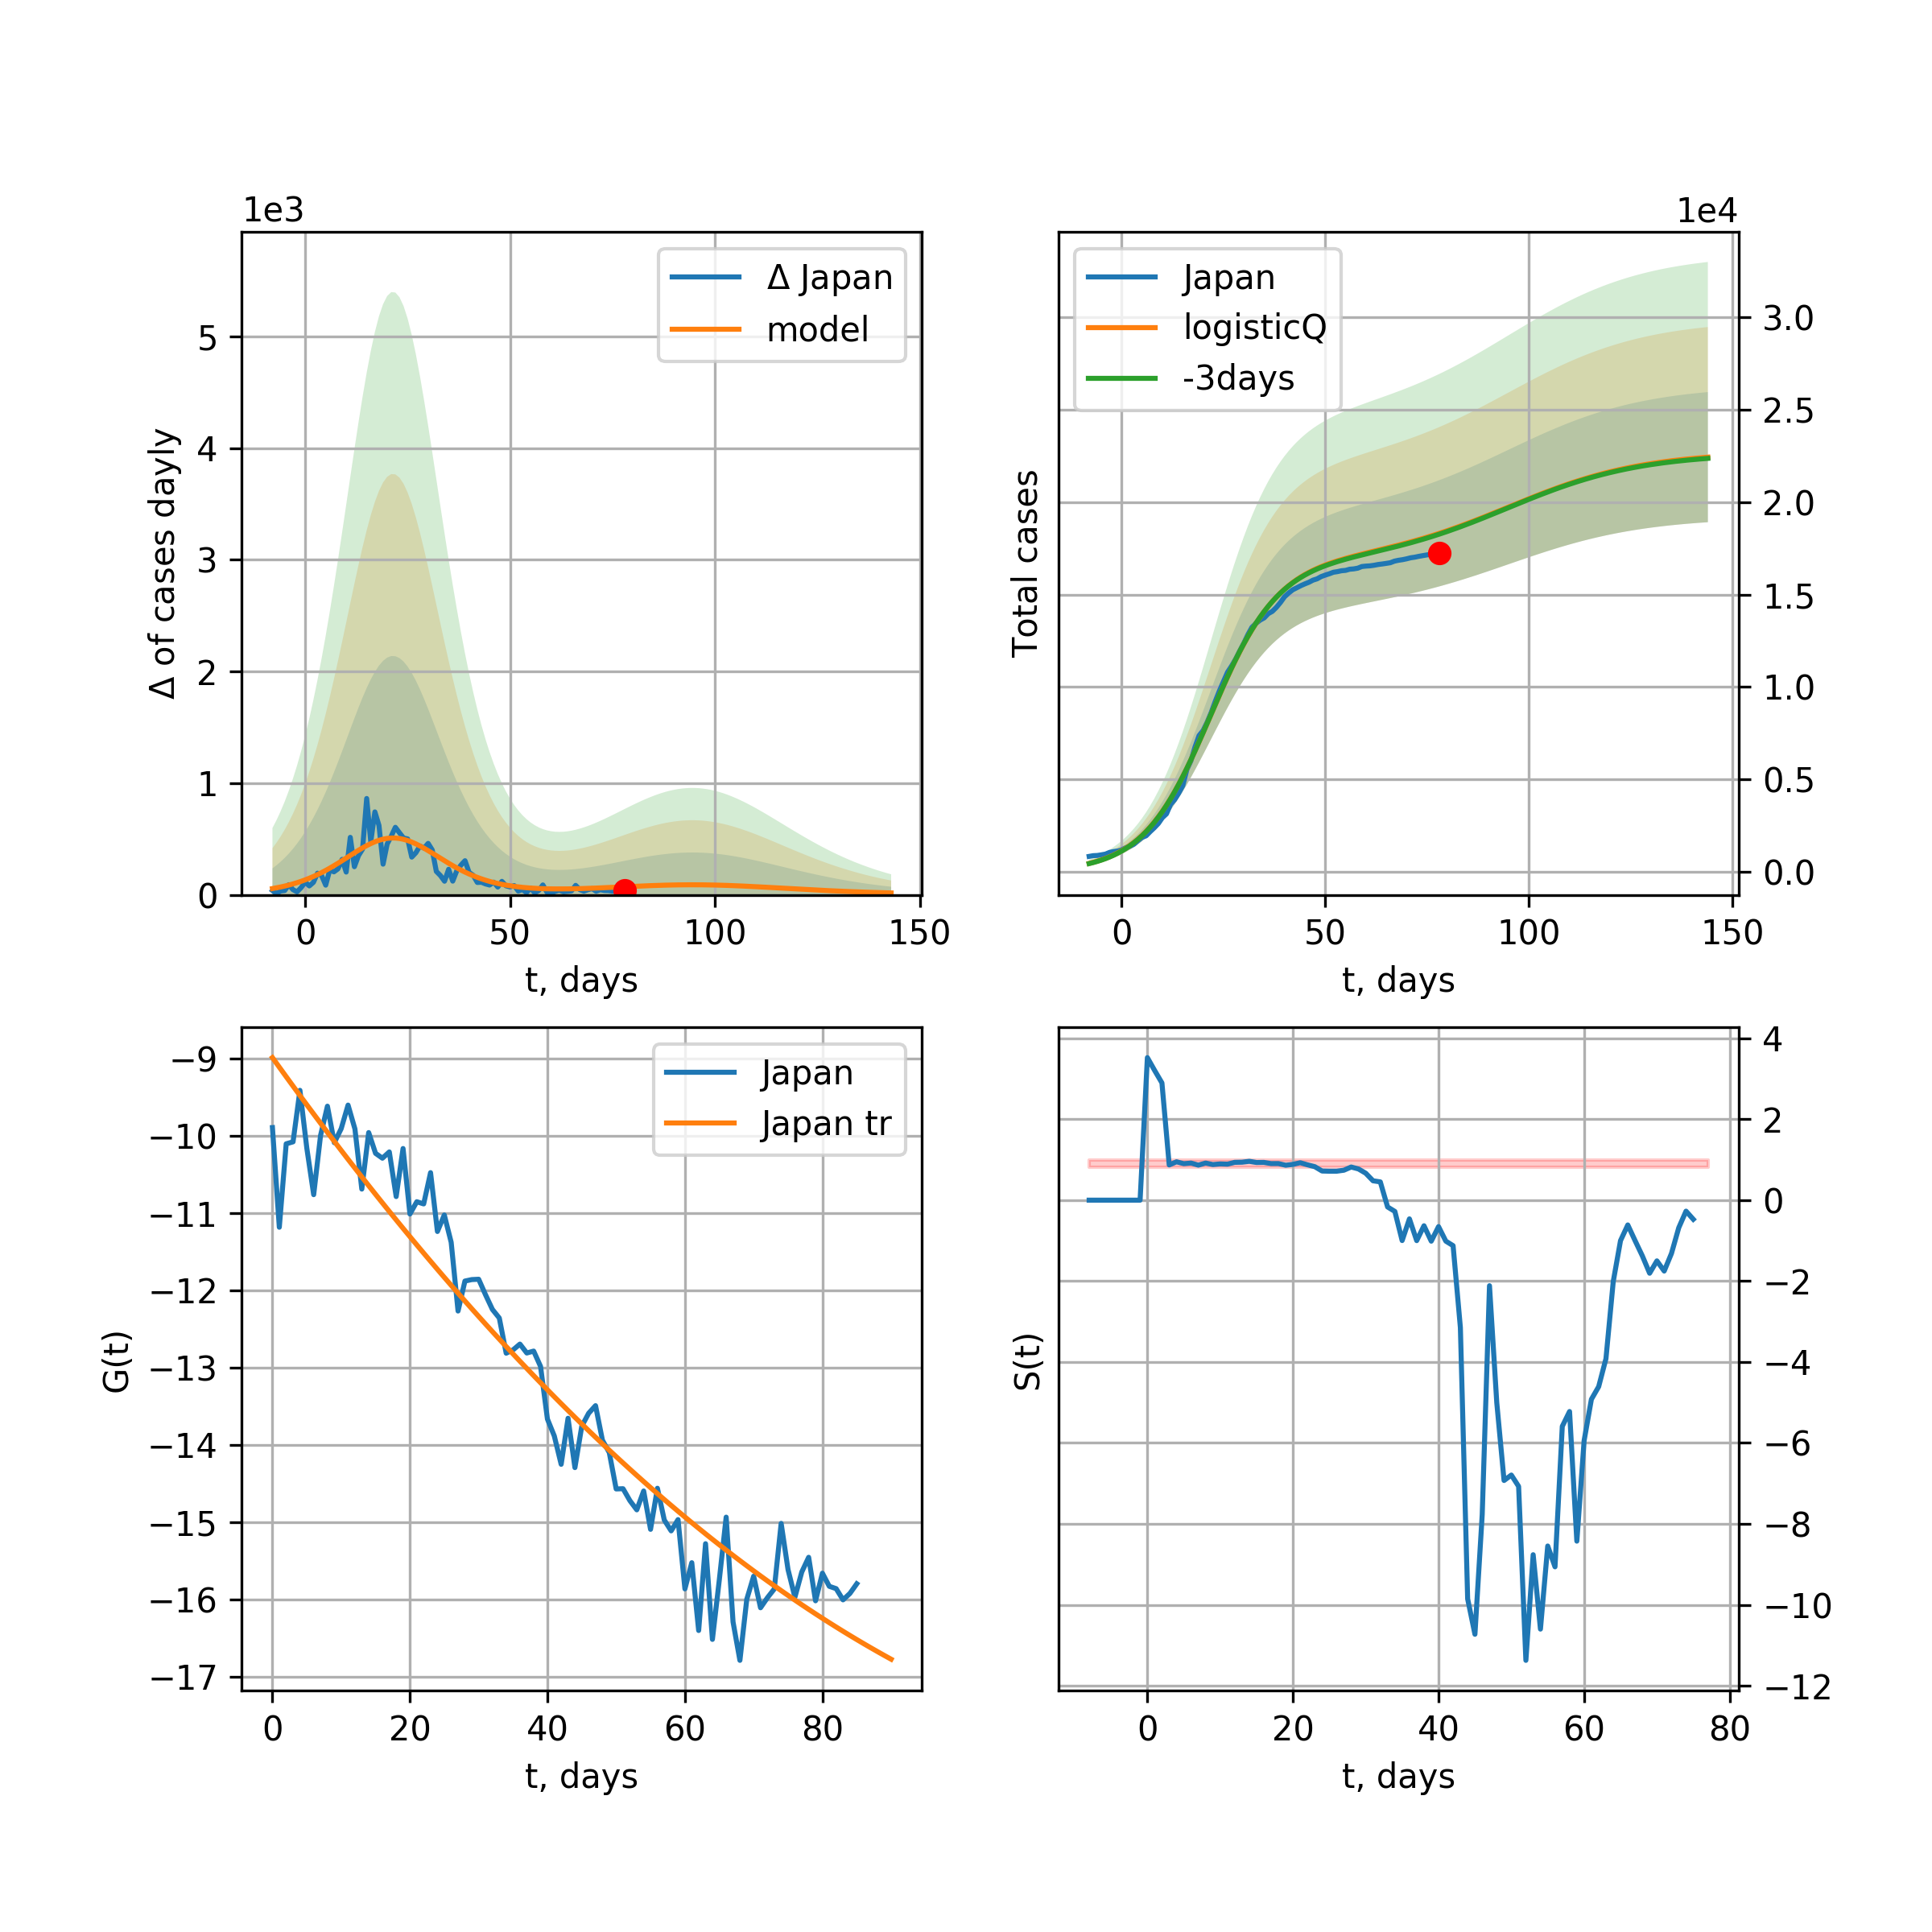 1e3
Δ of cases dayly
5
4
3
2
1
0
0 50 100 150
t, days
Δ Japan
model
1e4
Total cases
3.0
2.5
2.0
1.5
1.0
0.5
0.0
0 50 100 150
t, days
Japan
logisticQ
-3days
G(t)
−9
−10
−11
−12
−13
−14
−15
−16
−17
0 20 40 60 80
t, days
Japan
Japan tr
S(t)
4
2
0
−2
−4
−6
−8
−10
−12
0 20 40 60 80
t, days